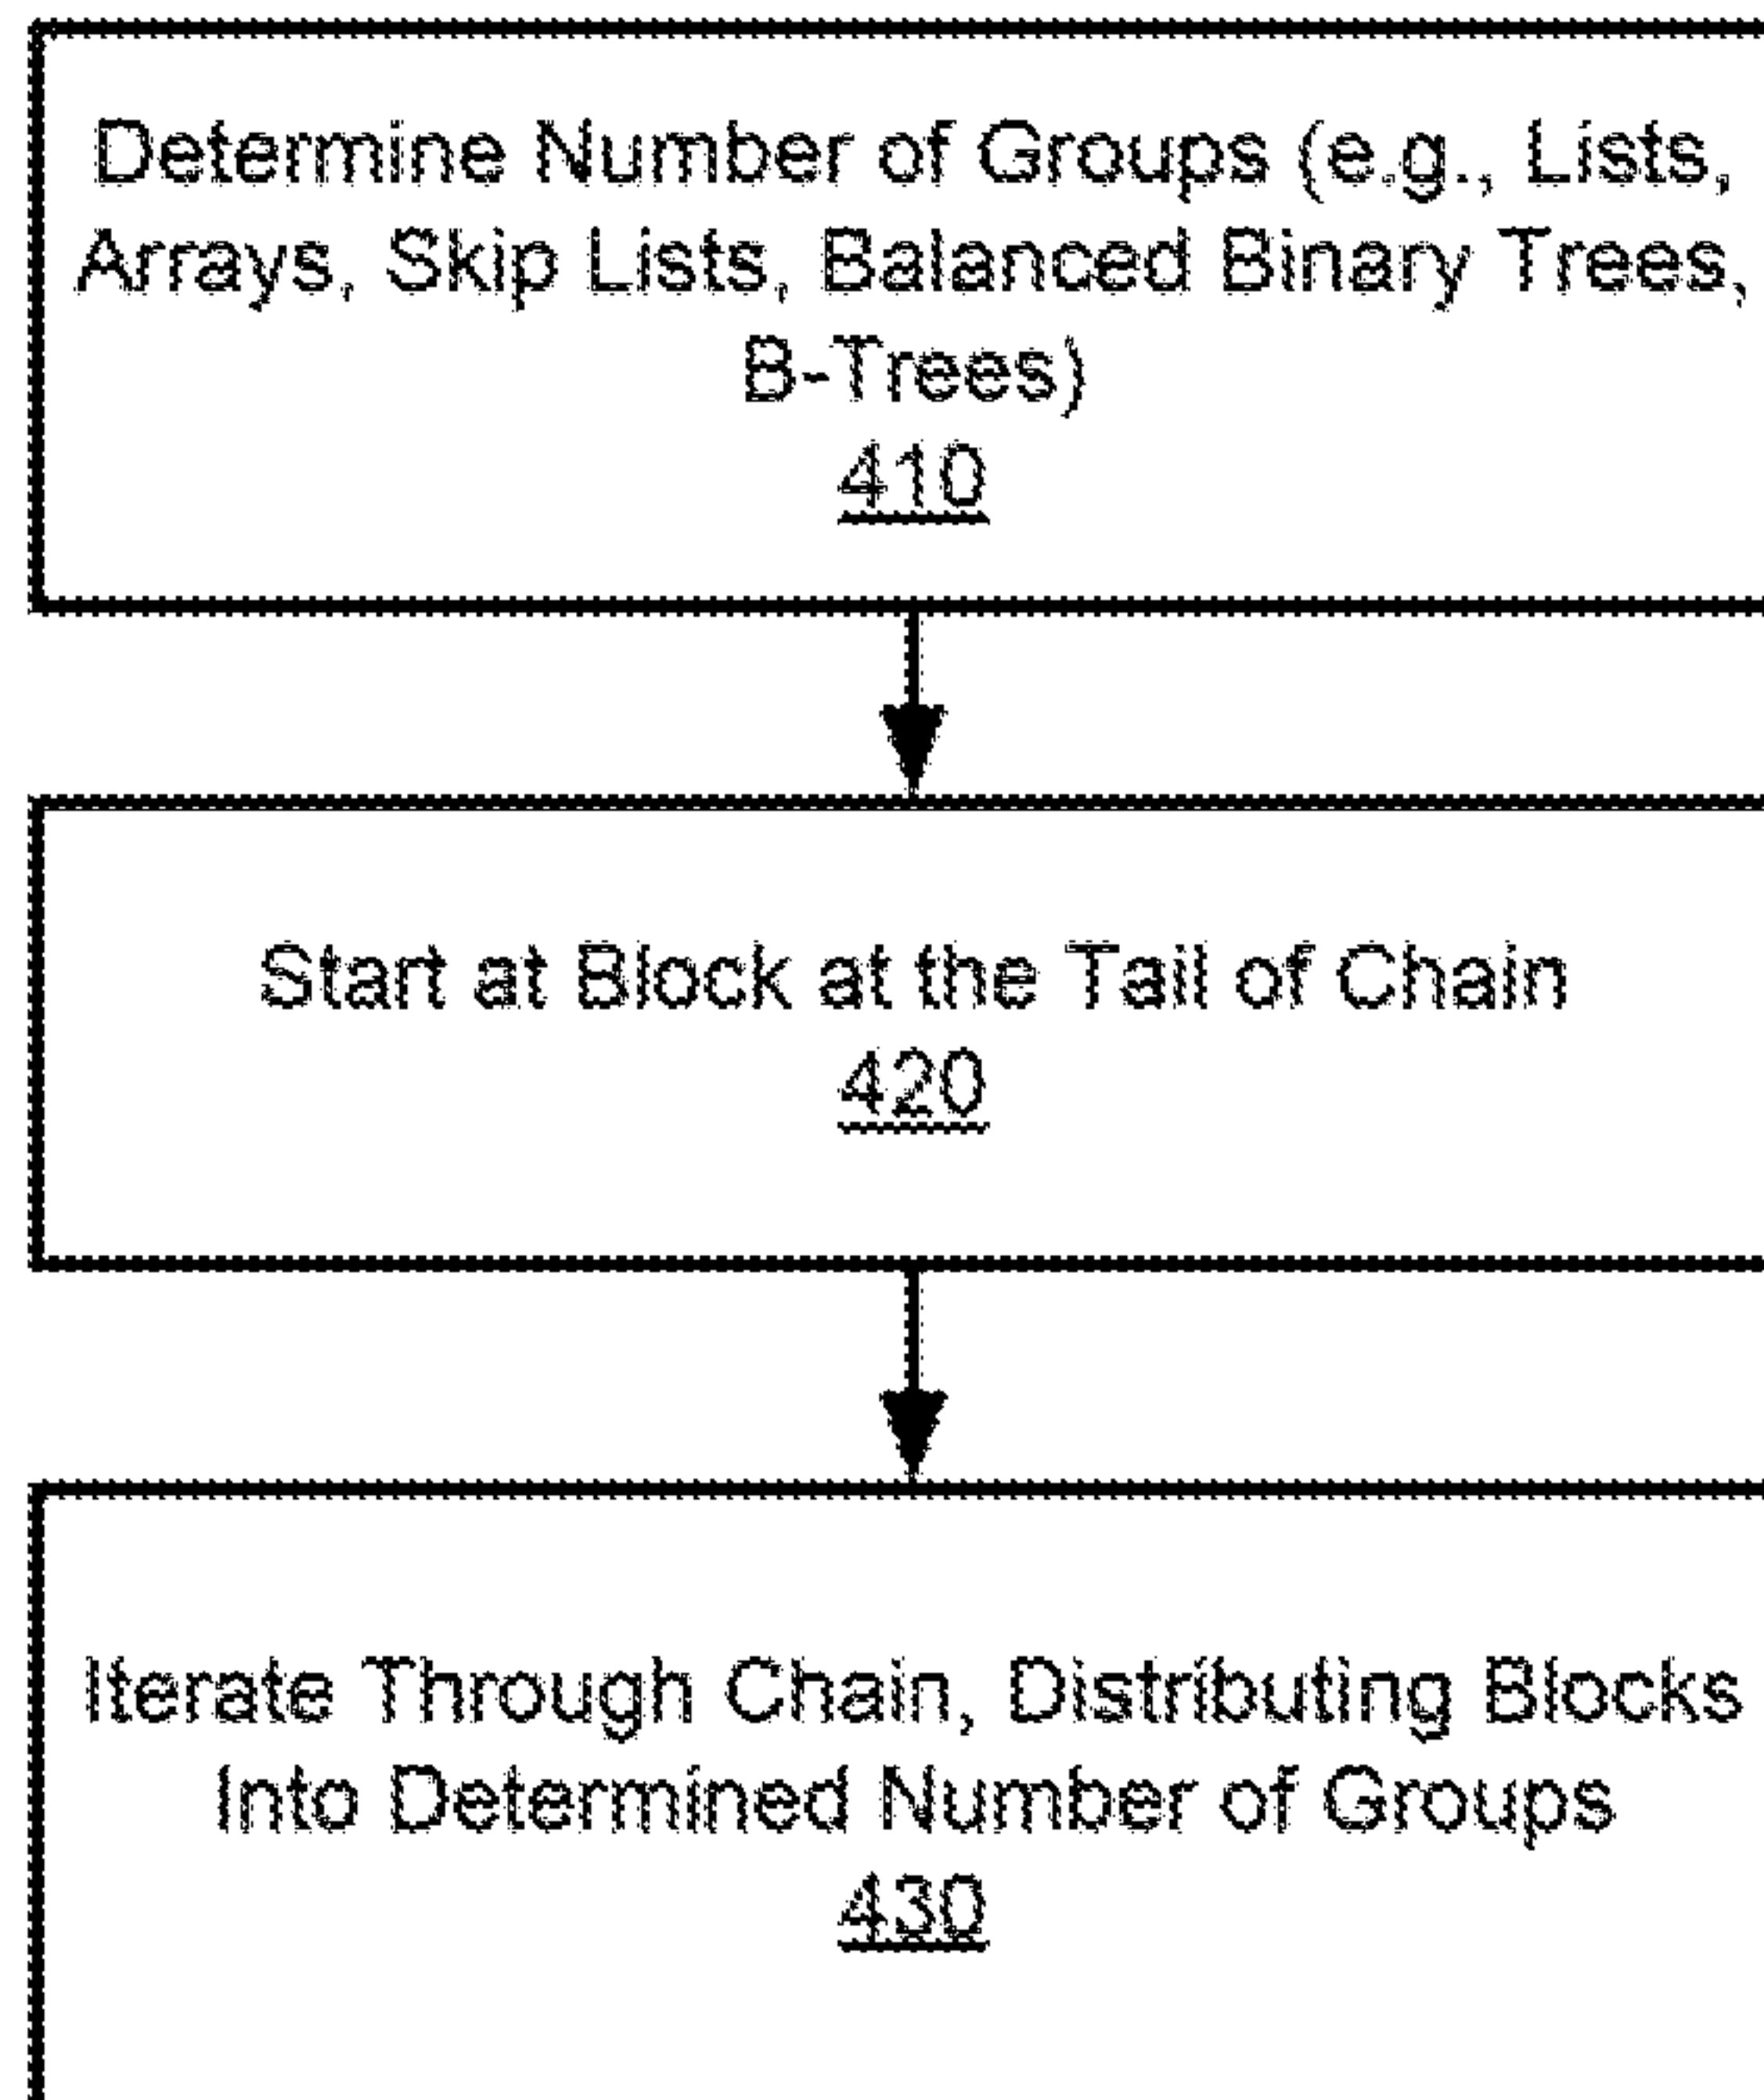 Determine Number of Groups (e.g., Lists,
Arrays, Skip Lists, Balanced Binary Trees,
B-Trees)
410
Start at Block at the Tail of Chain
420
Iterate Through Chain, Distributing Blocks
Into Determined Number of Groups
430